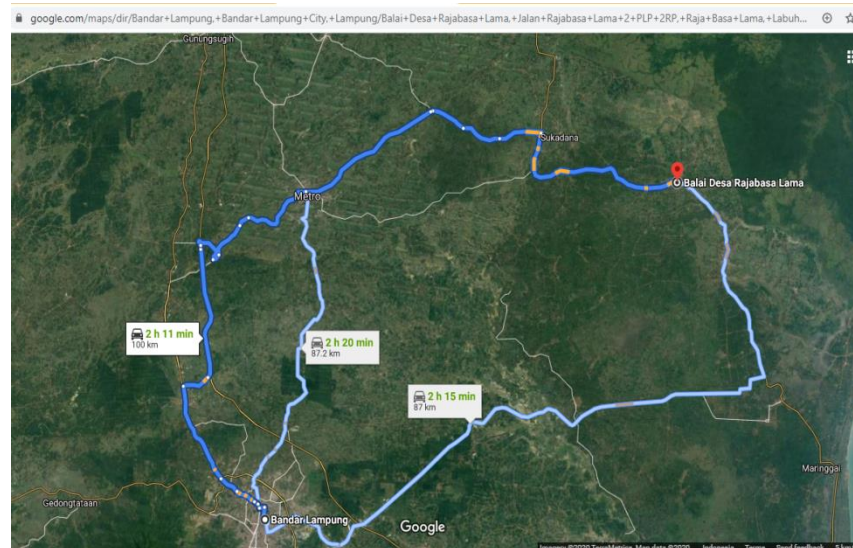 google.com/maps/dir/Bandar+Lampung,+Bandar+Lampung+City,+Lampung/Balai+Desa+Rajabasa+Lama,+Jalan+Rajabasa+Lama+2+PLP+2RP,+Raja+Basa+Lama,+Labuh...
Gunungsugih
Sukadana
Balai Desa Rajabasa Lama
Metro
2 h 11 min
100 km
2 h 20 min
87.2 km
2 h 15 min
87 km
Maringgai
Gedongtataan
Bandar Lampung
Google